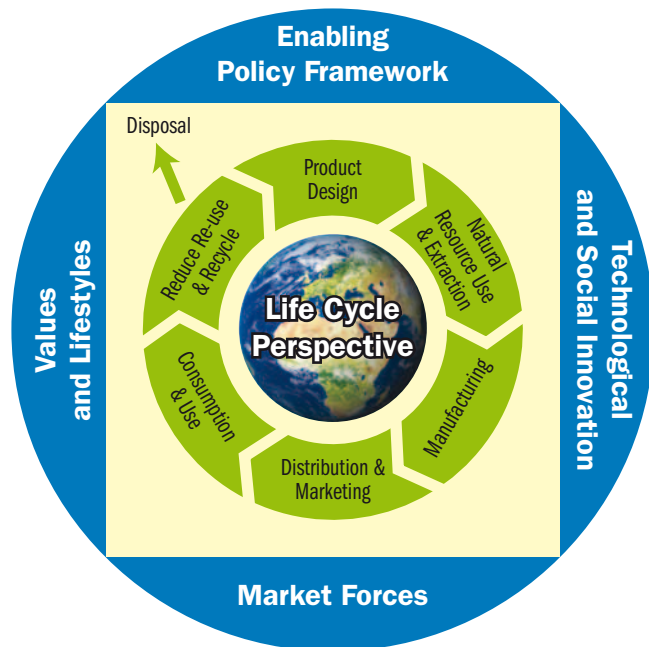 Enabling
Policy Framework
Disposal
Product
Design
Natural
Resource Use
& Extraction
Manufacturing
Distribution &
Marketing
Consumption
& Use
Reduce Re-use
& Recycle
Life Cycle
Perspective
Values
and Lifestyles
Technological
and Social Innovation
Market Forces